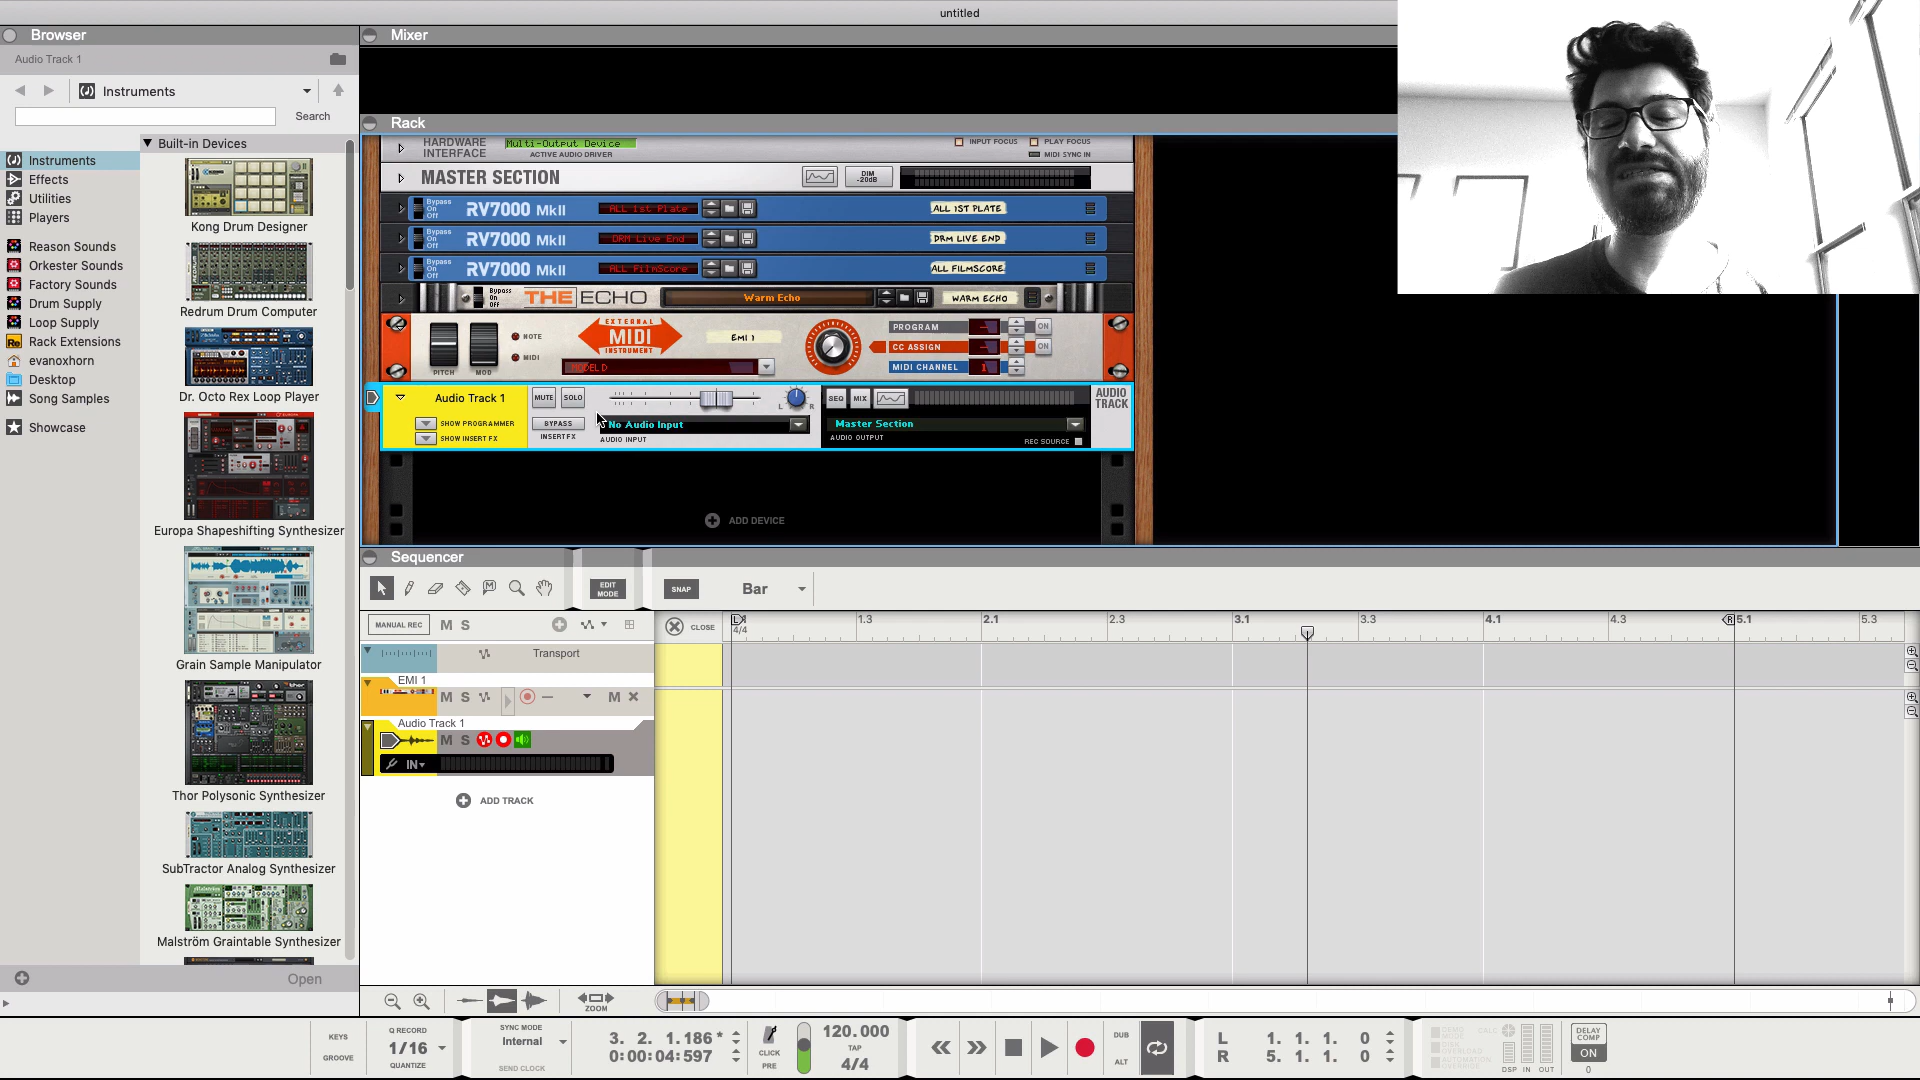 untitled
Browser
Mixer
Audio Track 1
Instruments
Search
Rack
Instruments
Effects
Utilities
Players
Reason Sounds
Orkester Sounds
Factory Sounds
Drum Supply
Loop Supply
Rack Extensions
evanoxhorn
Desktop
Song Samples
Showcase
Built-in Devices
Kong Drum Designer
Redrum Drum Computer
Dr. Octo Rex Loop Player
Europa Shapeshifting Synthesizer
Grain Sample Manipulator
Thor Polysonic Synthesizer
SubTractor Analog Synthesizer
Malström Graintable Synthesizer
Open
HARDWARE INTERFACE
Multi-Output Device
ACTIVE AUDIO DRIVER
INPUT FOCUS PLAY FOCUS
MIDI SYNC IN
MASTER SECTION
DIM -20dB
Bypass On Off RV7000 MkII ALL 1st Plate ALL 1ST PLATE
Bypass On Off RV7000 MkII DRM Live End DRM LIVE END
Bypass On Off RV7000 MkII ALL FilmScore ALL FILMSCORE
Bypass On Off THE ECHO Warm Echo WARM ECHO
PITCH MOD
NOTE
MIDI
EXTERNAL MIDI INSTRUMENT
EMI 1
MODEL D
PROGRAM ON
CC ASSIGN ON
MIDI CHANNEL 1
Audio Track 1
SHOW PROGRAMMER
SHOW INSERT FX
MUTE SOLO
BYPASS
INSERT FX
L R
No Audio Input
AUDIO INPUT
SEQ MIX
Master Section
AUDIO OUTPUT
REC SOURCE
AUDIO TRACK
ADD DEVICE
Sequencer
EDIT MODE
SNAP
Bar
MANUAL REC M S
CLOSE
L 1.3 2.1 2.3 3.1 3.3 4.1 4.3 R 5.1 5.3
4/4
Transport
EMI 1
M S M
Audio Track 1
M S
IN
ADD TRACK
ZOOM
KEYS
GROOVE
Q RECORD
1/16
QUANTIZE
SYNC MODE
Internal
SEND CLOCK
3. 2. 1.186 *
0:00:04:597
CLICK
PRE
120.000
TAP
4/4
DUB
ALT
L 1. 1. 1. 0
R 5. 1. 1. 0
CALC
DSP IN OUT
DELAY COMP
ON
0